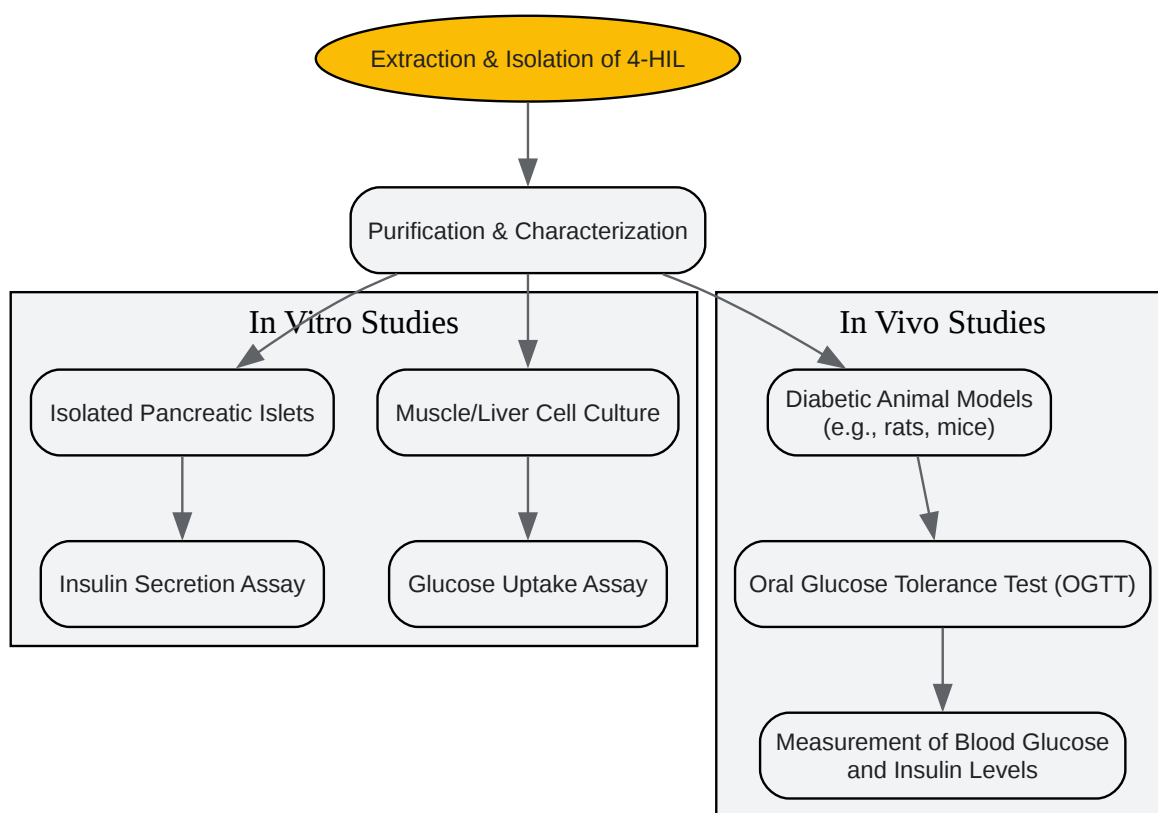 Extraction & Isolation of 4-HIL
Purification & Characterization
In Vitro Studies
In Vivo Studies
Isolated Pancreatic Islets
Muscle/Liver Cell Culture
Diabetic Animal Models
(e.g., rats, mice)
Insulin Secretion Assay
Glucose Uptake Assay
Oral Glucose Tolerance Test (OGTT)
Measurement of Blood Glucose
and Insulin Levels